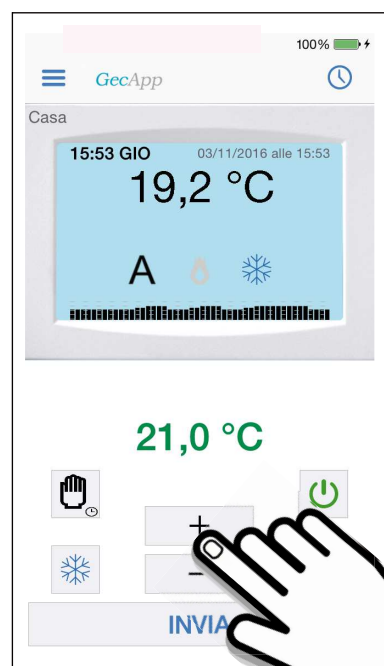 100%
GecApp
Casa
15:53 GIO 03/11/2016 alle 15:53
19,2 °C
A
21,0 °C
+
-
INVIA